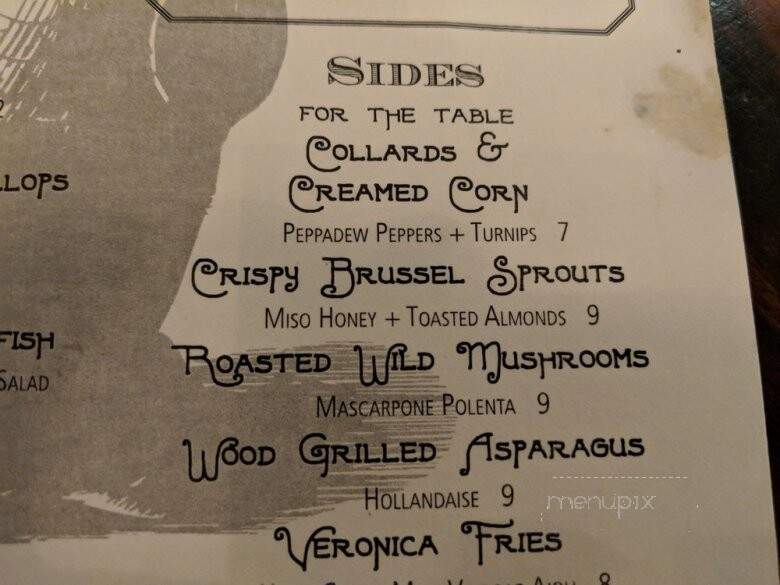 Sides
for the table
Collards &
Creamed Corn
Peppadew Peppers + Turnips 7
Crispy Brussel Sprouts
Miso Honey + Toasted Almonds 9
llops
Roasted Wild Mushrooms
Mascarpone Polenta 9
fish
Salad
Wood Grilled Asparagus
Hollandaise 9
menupix
Veronica Fries
8